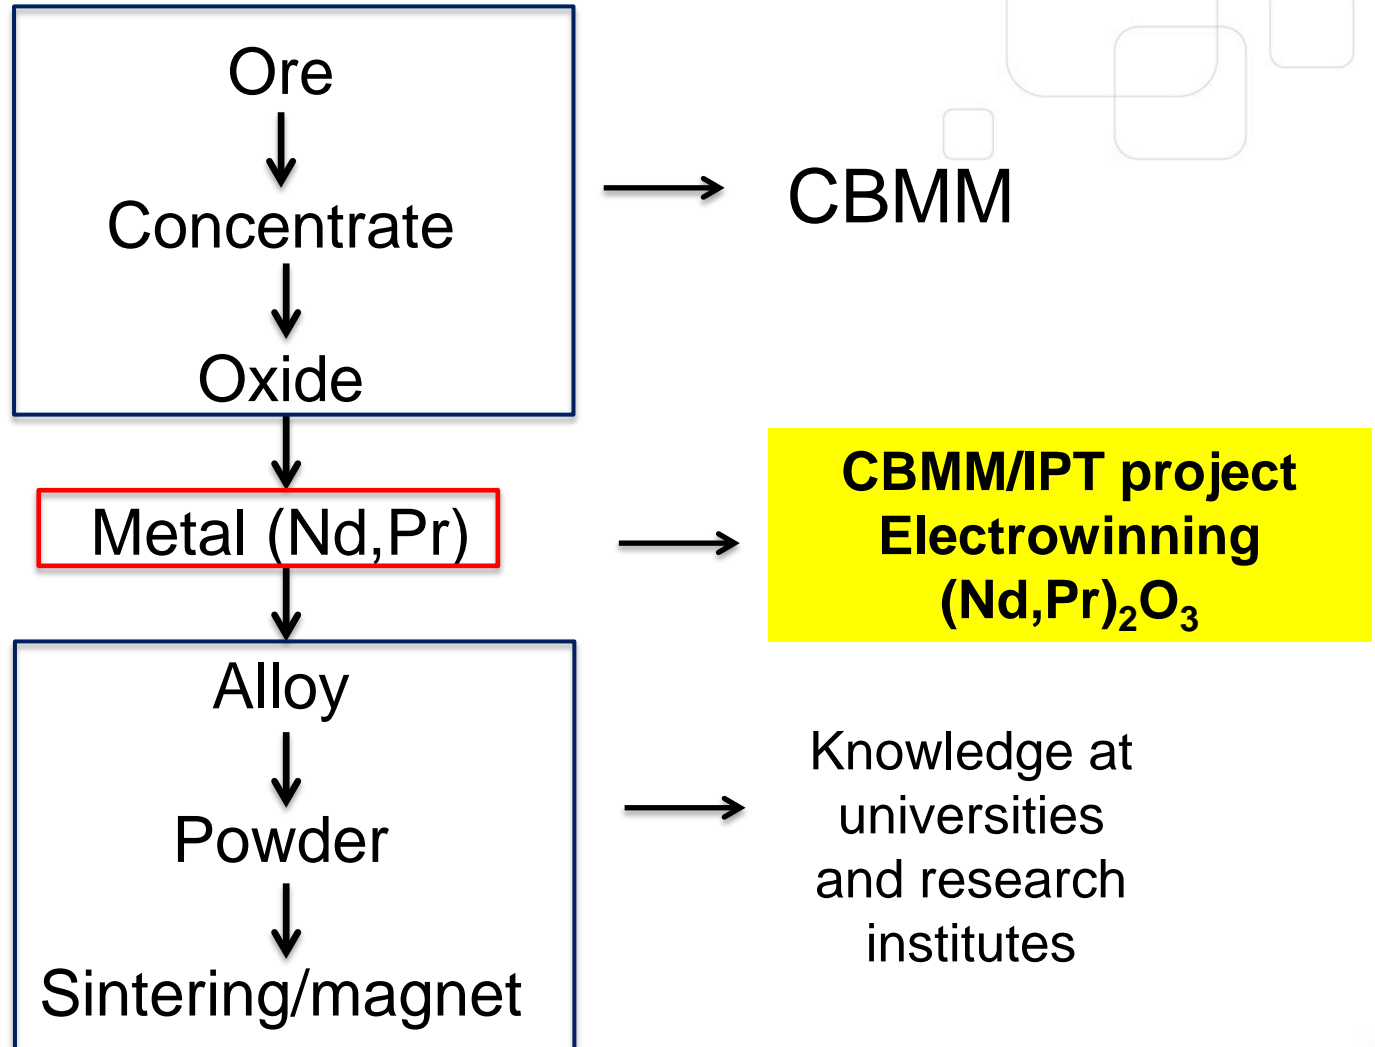 Ore
Concentrate
Oxide
CBMM
Metal (Nd,Pr)
CBMM/IPT project
Electrowinning
(Nd,Pr)₂O₃
Alloy
Powder
Sintering/magnet
Knowledge at
universities
and research
institutes